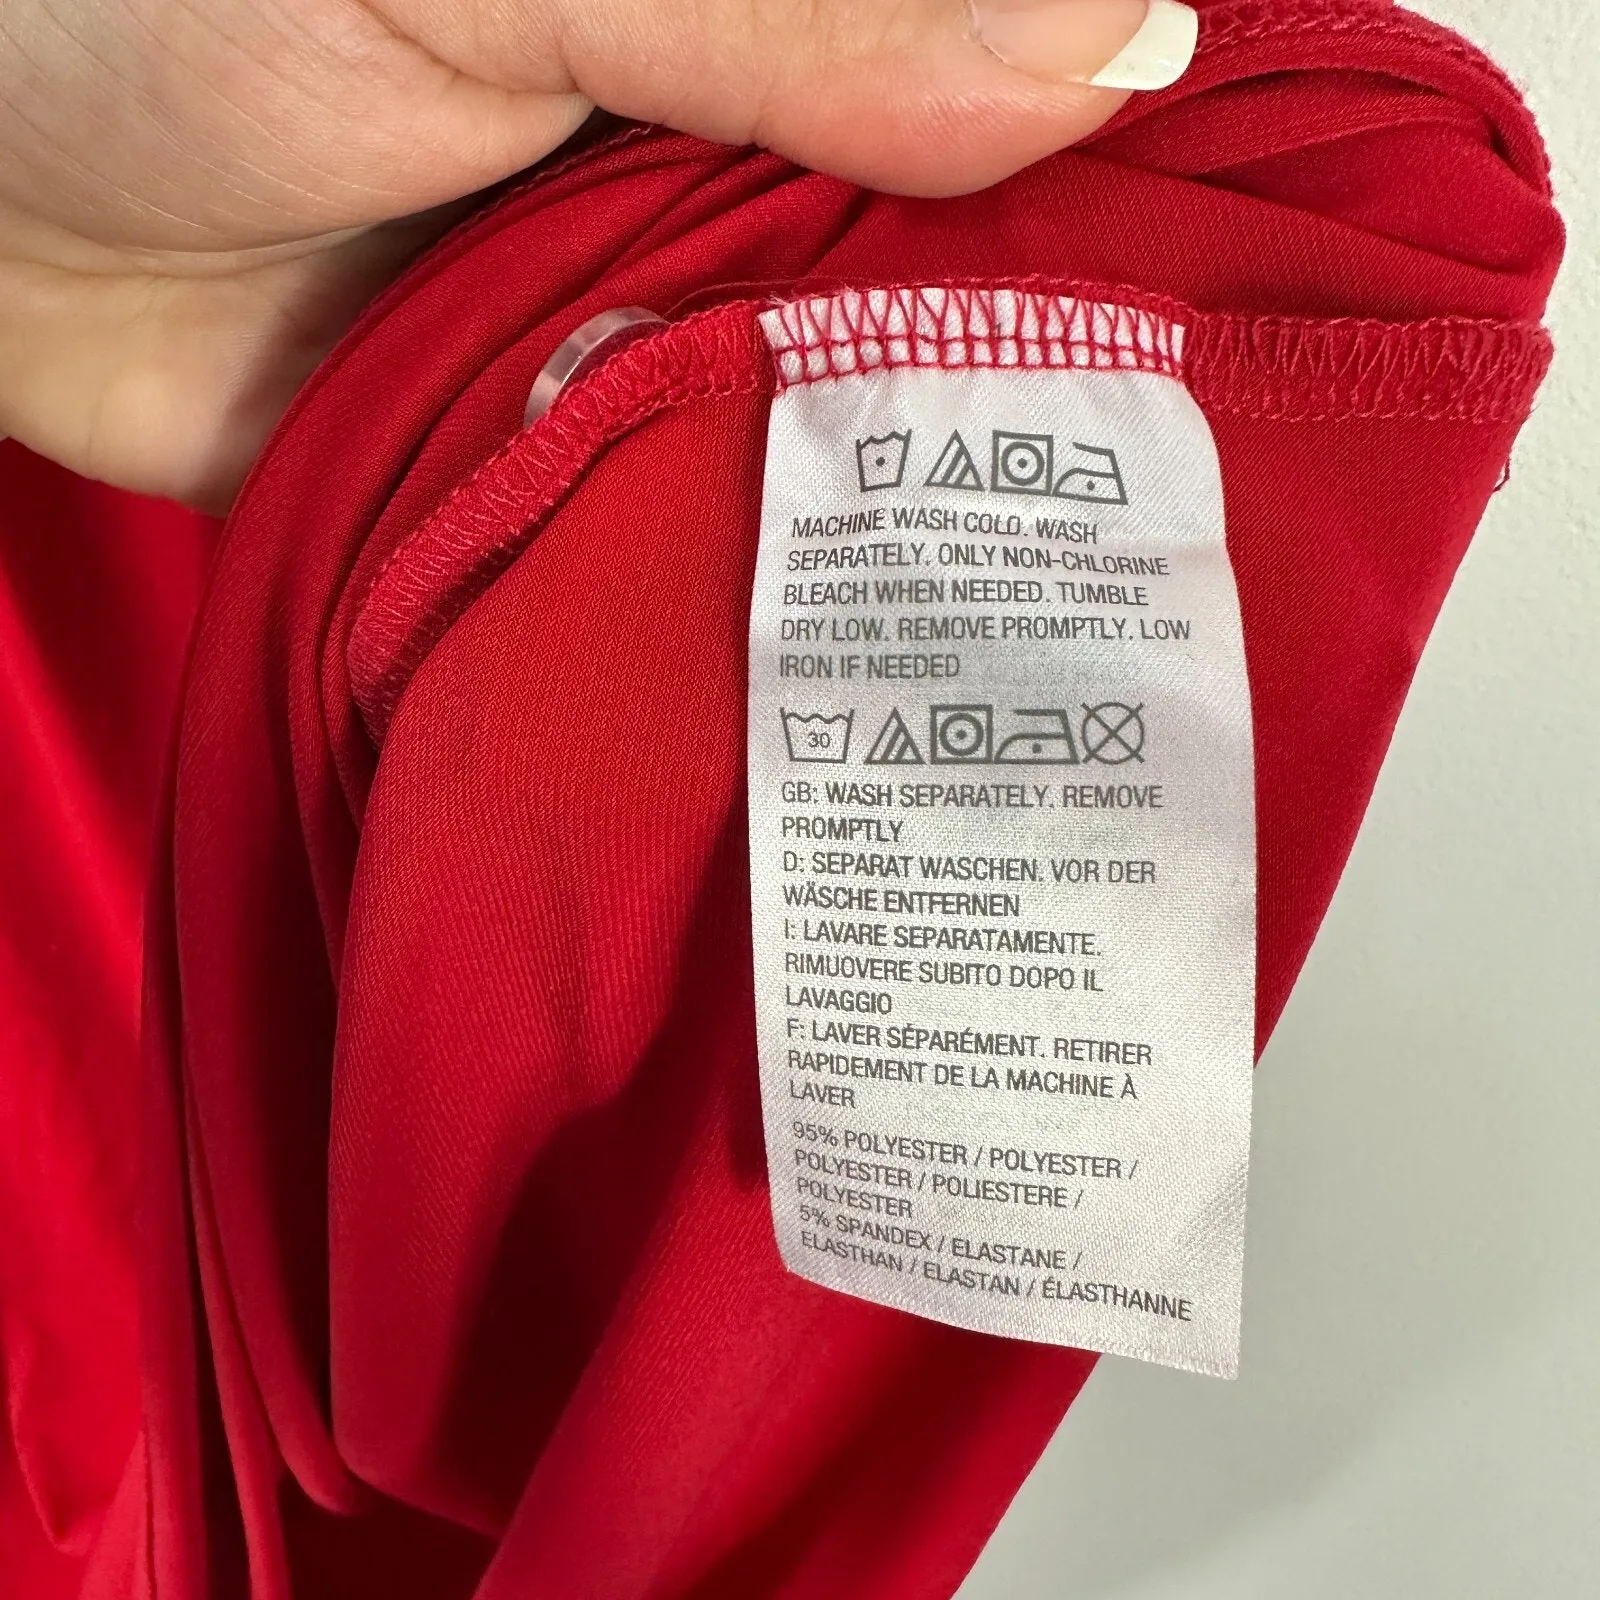 MACHINE WASH COLD. WASH
SEPARATELY. ONLY NON-CHLORINE
BLEACH WHEN NEEDED. TUMBLE
DRY LOW. REMOVE PROMPTLY. LOW
IRON IF NEEDED
30
GB: WASH SEPARATELY. REMOVE
PROMPTLY
D: SEPARAT WASCHEN. VOR DER
WÄSCHE ENTFERNEN
I: LAVARE SEPARATAMENTE.
RIMUOVERE SUBITO DOPO IL
LAVAGGIO
F: LAVER SÉPARÉMENT. RETIRER
RAPIDEMENT DE LA MACHINE À
LAVER
95% POLYESTER / POLYESTER /
POLYESTER / POLIESTERE /
POLYESTER
5% SPANDEX / ELASTANE /
ELASTHAN / ELASTAN / ÉLASTHANNE